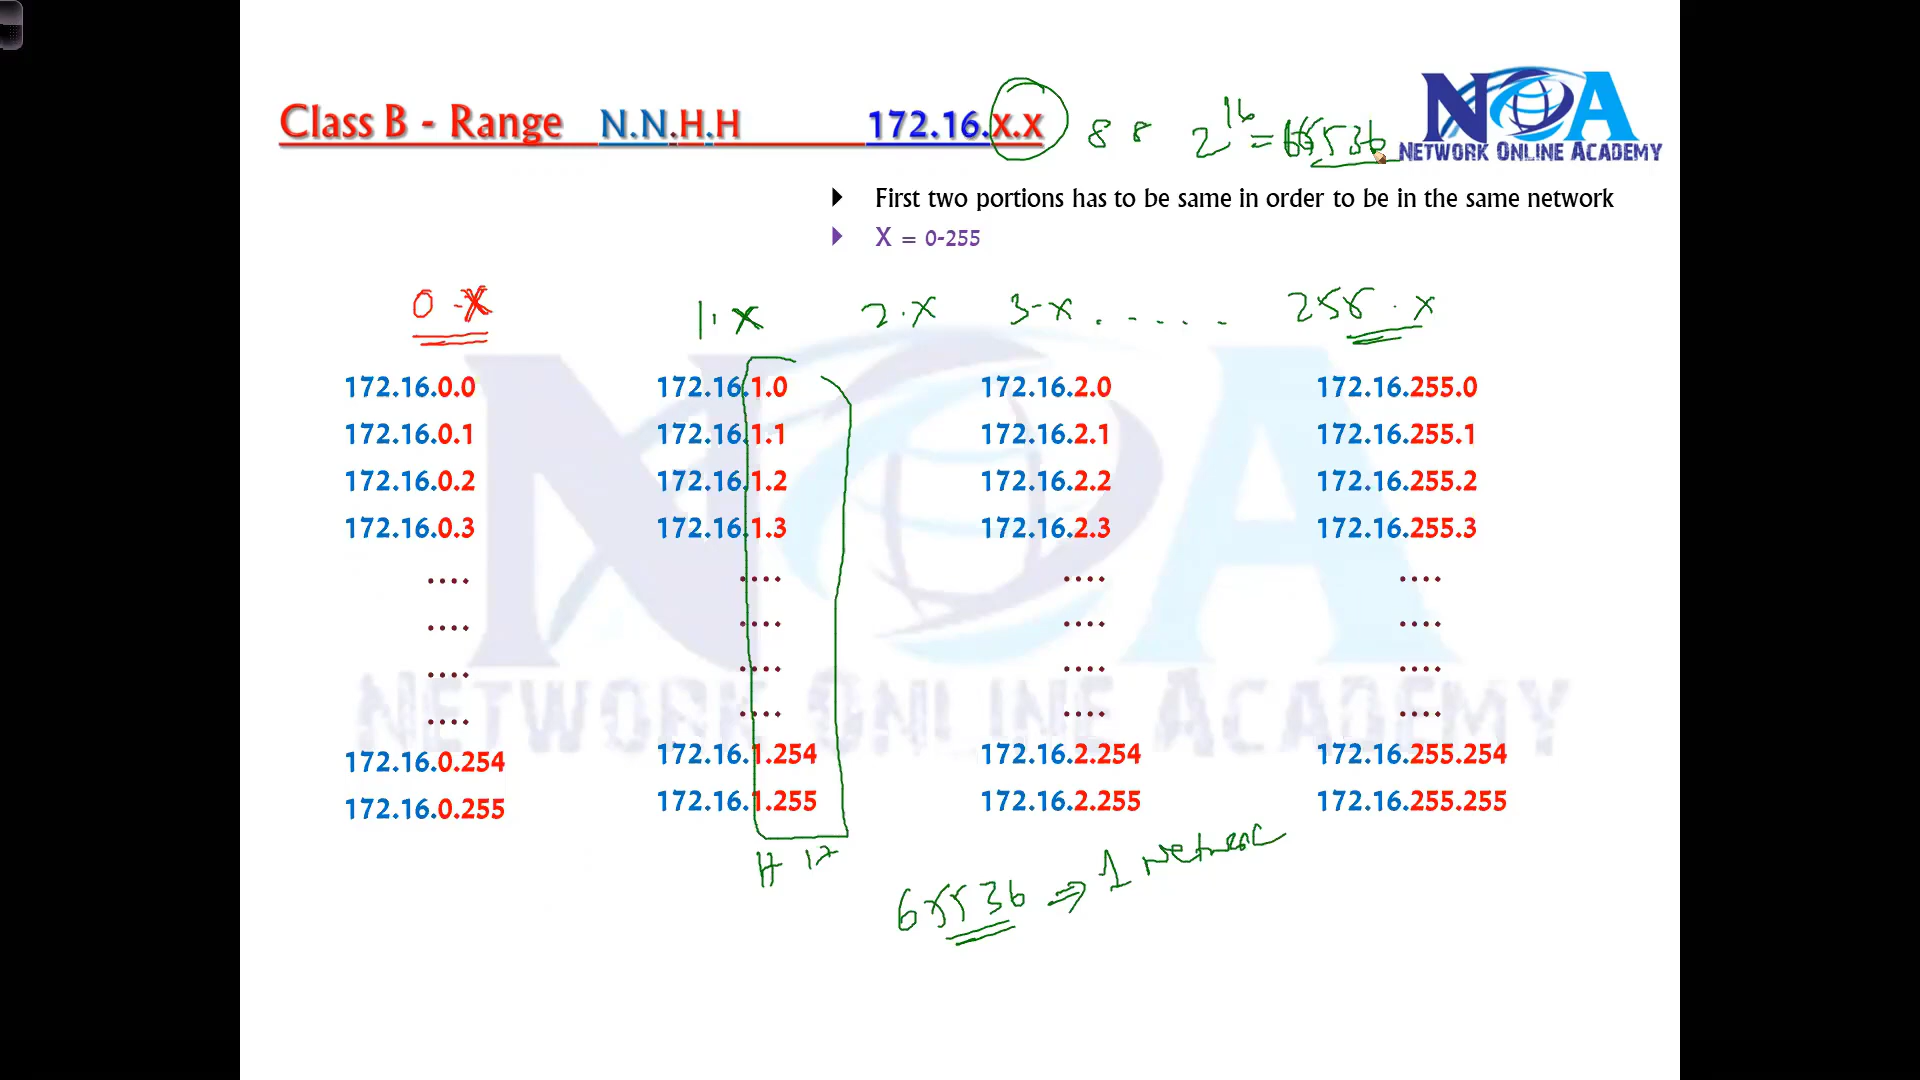 Class B - Range N.N.H.H 172.16.x.x 8 8 2^16 = 65536
NOA
NETWORK ONLINE ACADEMY
First two portions has to be same in order to be in the same network
X = 0-255
0 - X 1.X 2.X 3-X ...... 255.X
172.16.0.0 172.16.1.0 172.16.2.0 172.16.255.0
172.16.0.1 172.16.1.1 172.16.2.1 172.16.255.1
172.16.0.2 172.16.1.2 172.16.2.2 172.16.255.2
172.16.0.3 172.16.1.3 172.16.2.3 172.16.255.3
.... .... .... ....
.... .... .... ....
.... .... .... ....
.... .... .... ....
NETWORK ONLINE ACADEMY
172.16.0.254 172.16.1.254 172.16.2.254 172.16.255.254
172.16.0.255 172.16.1.255 172.16.2.255 172.16.255.255
H H
65536 ⇒ 1 Network